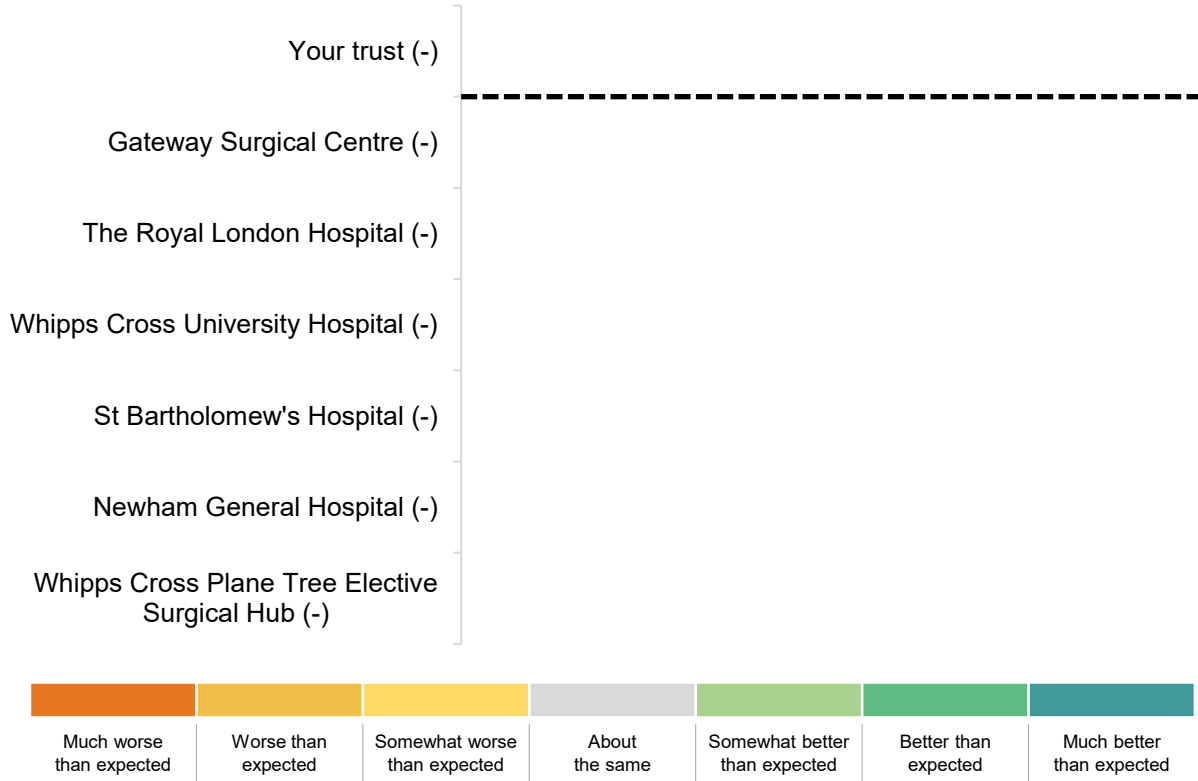 Your trust (-)
Gateway Surgical Centre (-)
The Royal London Hospital (-)
Whipps Cross University Hospital (-)
St Bartholomew's Hospital (-)
Newham General Hospital (-)
Whipps Cross Plane Tree Elective
Surgical Hub (-)
Much worse
than expected
Worse than
expected
Somewhat worse
than expected
About
the same
Somewhat better
than expected
Better than
expected
Much better
than expected